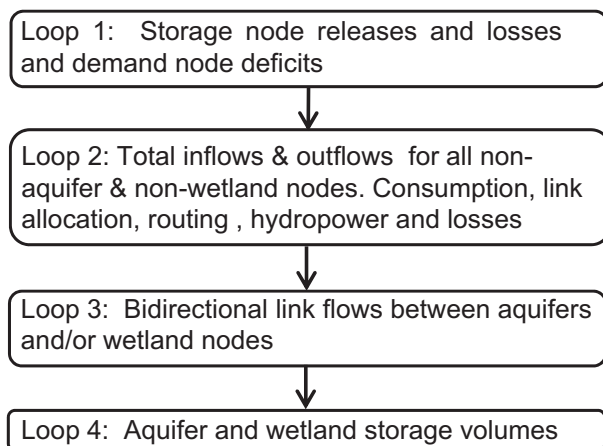 Loop 1: Storage node releases and losses
and demand node deficits
Loop 2: Total inflows & outflows for all non-
aquifer & non-wetland nodes. Consumption, link
allocation, routing , hydropower and losses
Loop 3: Bidirectional link flows between aquifers
and/or wetland nodes
Loop 4: Aquifer and wetland storage volumes